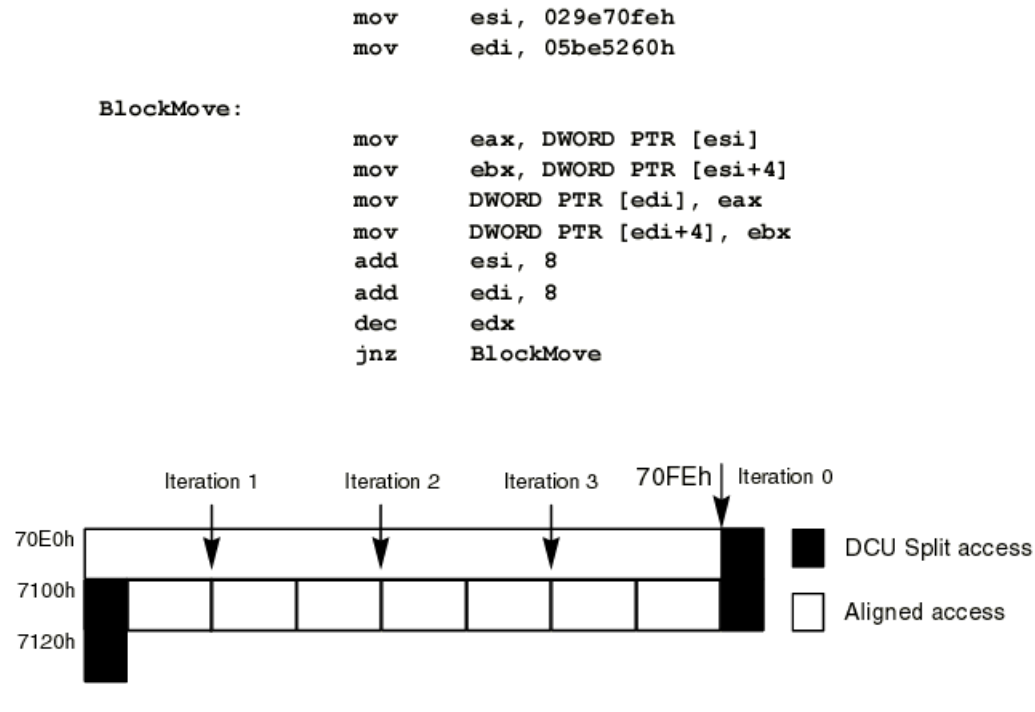 mov esi, 029e70feh
mov edi, 05be5260h
BlockMove:
mov eax, DWORD PTR [esi]
mov ebx, DWORD PTR [esi+4]
mov DWORD PTR [edi], eax
mov DWORD PTR [edi+4], ebx
add esi, 8
add edi, 8
dec edx
jnz BlockMove
Iteration 1 Iteration 2 Iteration 3 70FEh Iteration 0
70E0h
DCU Split access
7100h
Aligned access
7120h